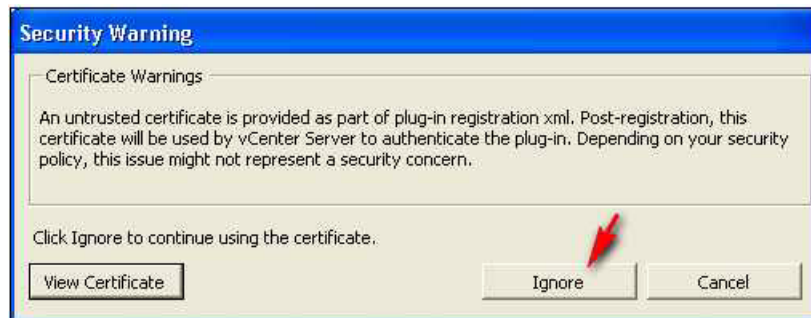 Security Warning
Certificate Warnings
An untrusted certificate is provided as part of plug-in registration xml. Post-registration, this
certificate will be used by vCenter Server to authenticate the plug-in. Depending on your security
policy, this issue might not represent a security concern.
Click Ignore to continue using the certificate.
View Certificate Ignore Cancel